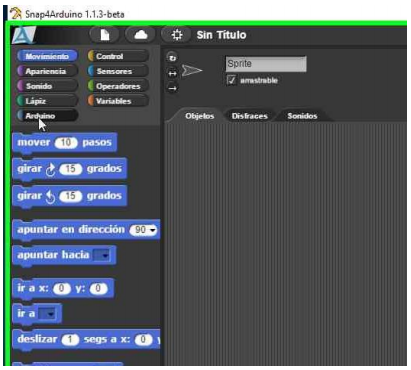 Snap4Arduino 1.1.3-beta
Sin Título
Movimiento Control
Apariencia Sensores
Sonido Operadores
Lápiz Variables
Arduino
Sprite
arrastrable
Objetos Disfraces Sonidos
mover 10 pasos
girar 15 grados
girar 15 grados
apuntar en dirección 90
apuntar hacia
ir a x: 0 y: 0
ir a
deslizar 1 segs a x: 0 y